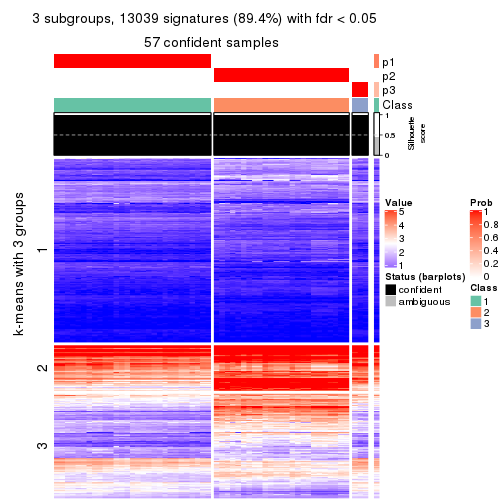 3 subgroups, 13039 signatures (89.4%) with fdr < 0.05
57 confident samples
p1
p2
p3
Class
1
0.5
0
Silhouette
score
k-means with 3 groups
1
2
3
Value
5
4
3
2
1
Status (barplots)
confident
ambiguous
Prob
1
0.8
0.6
0.4
0.2
0
Class
1
2
3